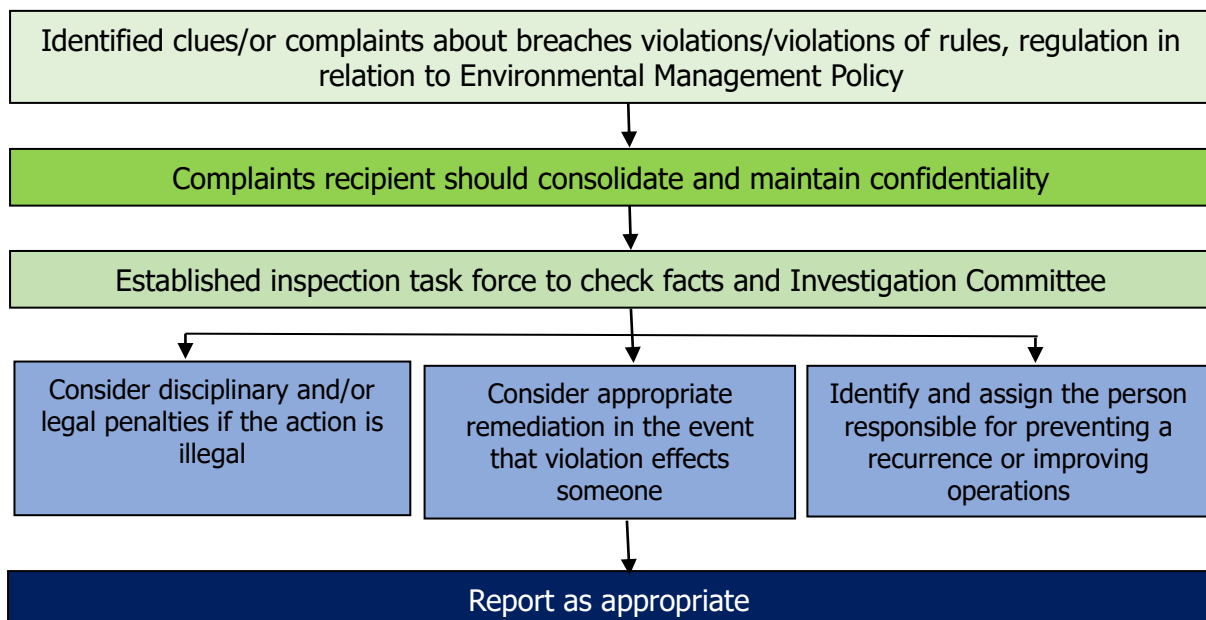 Identified clues/or complaints about breaches violations/violations of rules, regulation in
relation to Environmental Management Policy
Complaints recipient should consolidate and maintain confidentiality
Established inspection task force to check facts and Investigation Committee
Consider disciplinary and/or
legal penalties if the action is
illegal
Consider appropriate
remediation in the event
that violation effects
someone
Identify and assign the person
responsible for preventing a
recurrence or improving
operations
Report as appropriate